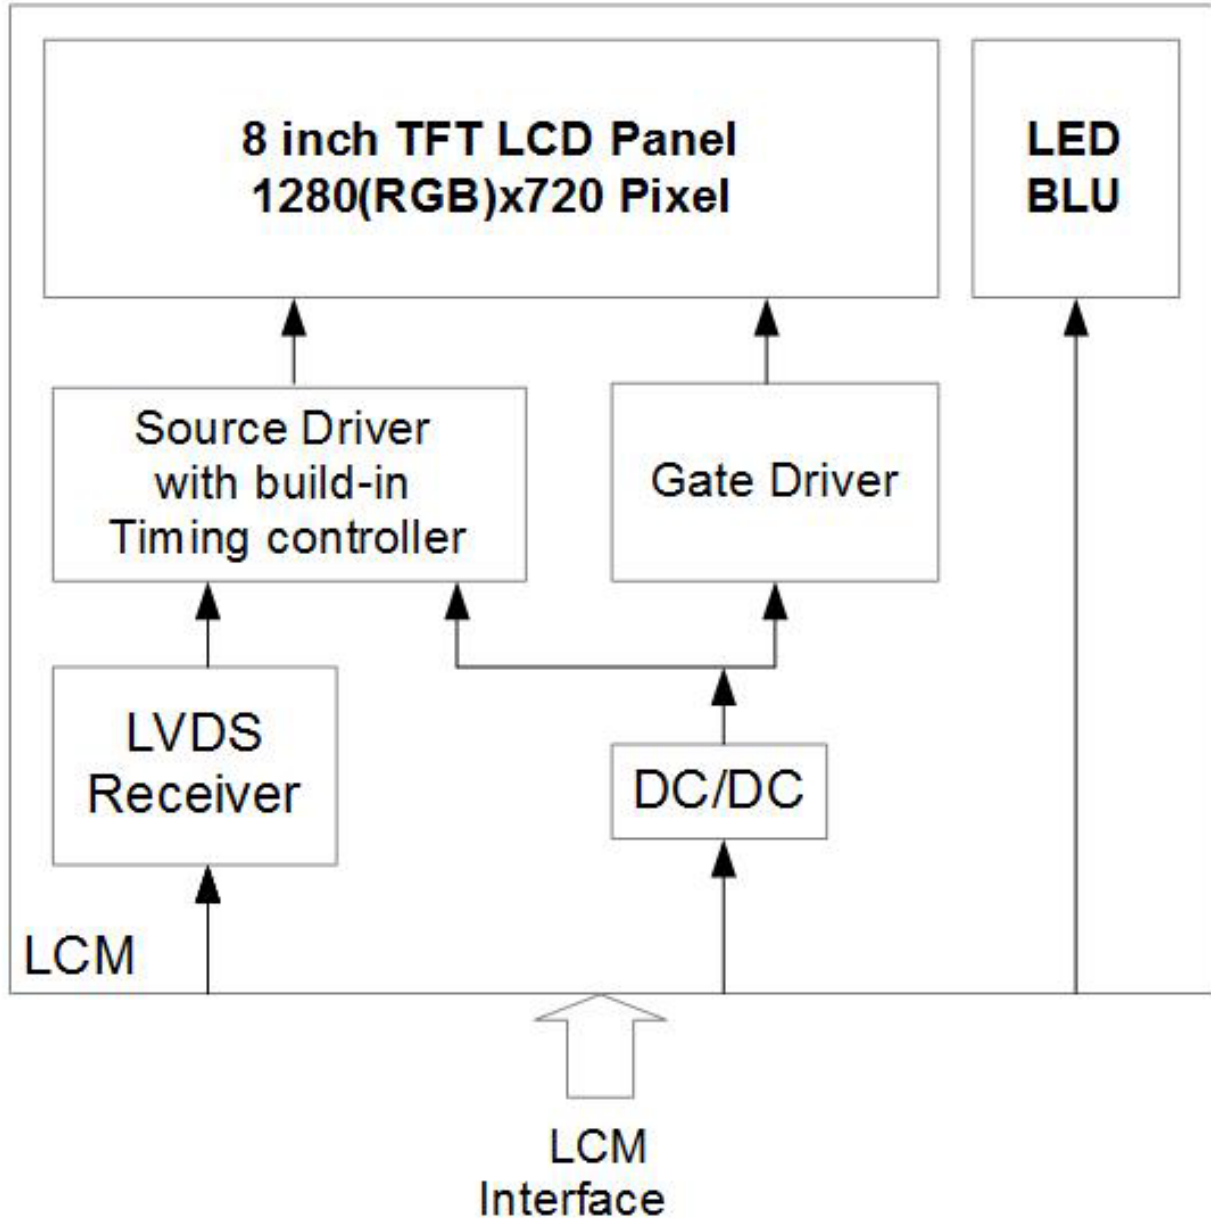 8 inch TFT LCD Panel
1280(RGB)x720 Pixel
LED
BLU
Source Driver
with build-in
Timing controller
Gate Driver
LVDS
Receiver
DC/DC
LCM
LCM
Interface